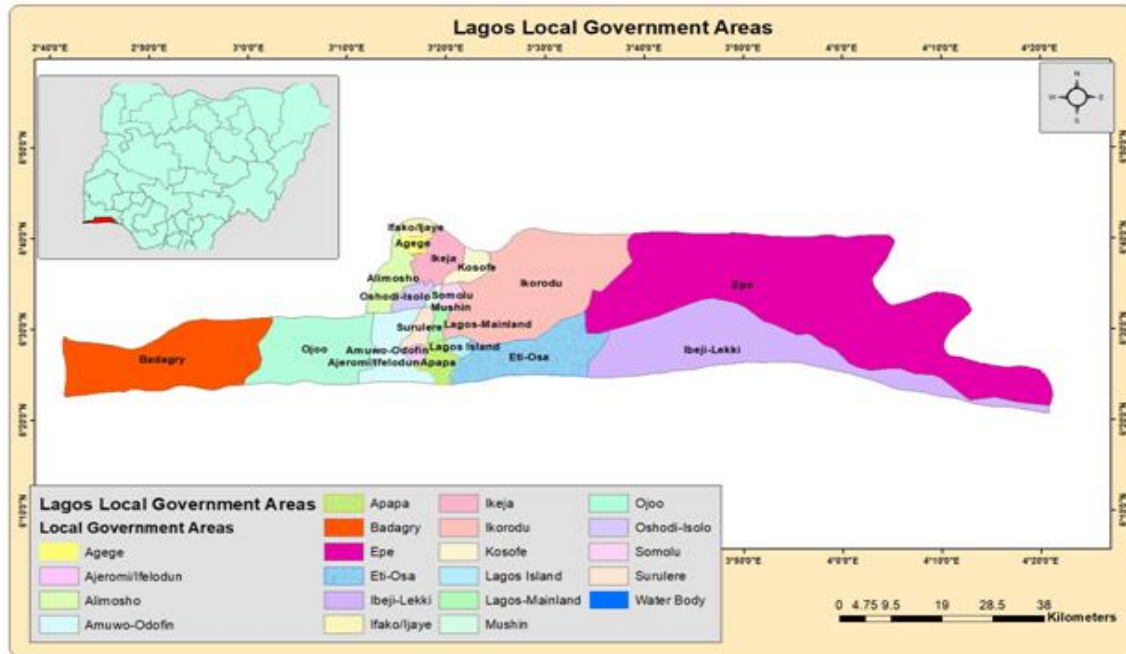 Lagos Local Government Areas
2°40'0"E 2°50'0"E 3°0'0"E 3°10'0"E 3°20'0"E 3°30'0"E 3°40'0"E 3°50'0"E 4°0'0"E 4°10'0"E 4°20'0"E
N
W E
S
Ifako/Ijaye
Agege
Ikeja
Kosofe
Alimosho
Ikorodu
Epe
Oshodi-Isolo
Somolu
Mushin
Surulere
Lagos-Mainland
Badagry
Ojoo
Amuwo-Odofin
Lagos Island
Eti-Osa
Ibeji-Lekki
Ajeromi/Ifelodun
Apapa
Lagos Local Government Areas
Local Government Areas
Agege
Ajeromi/Ifelodun
Alimosho
Amuwo-Odofin
Apapa
Badagry
Epe
Eti-Osa
Ibeji-Lekki
Ifako/Ijaye
Ikeja
Ikorodu
Kosofe
Lagos Island
Lagos-Mainland
Mushin
Ojoo
Oshodi-Isolo
Somolu
Surulere
Water Body
3°50'0"E 4°0'0"E 4°10'0"E 4°20'0"E
0 4.75 9.5 19 28.5 38
Kilometers